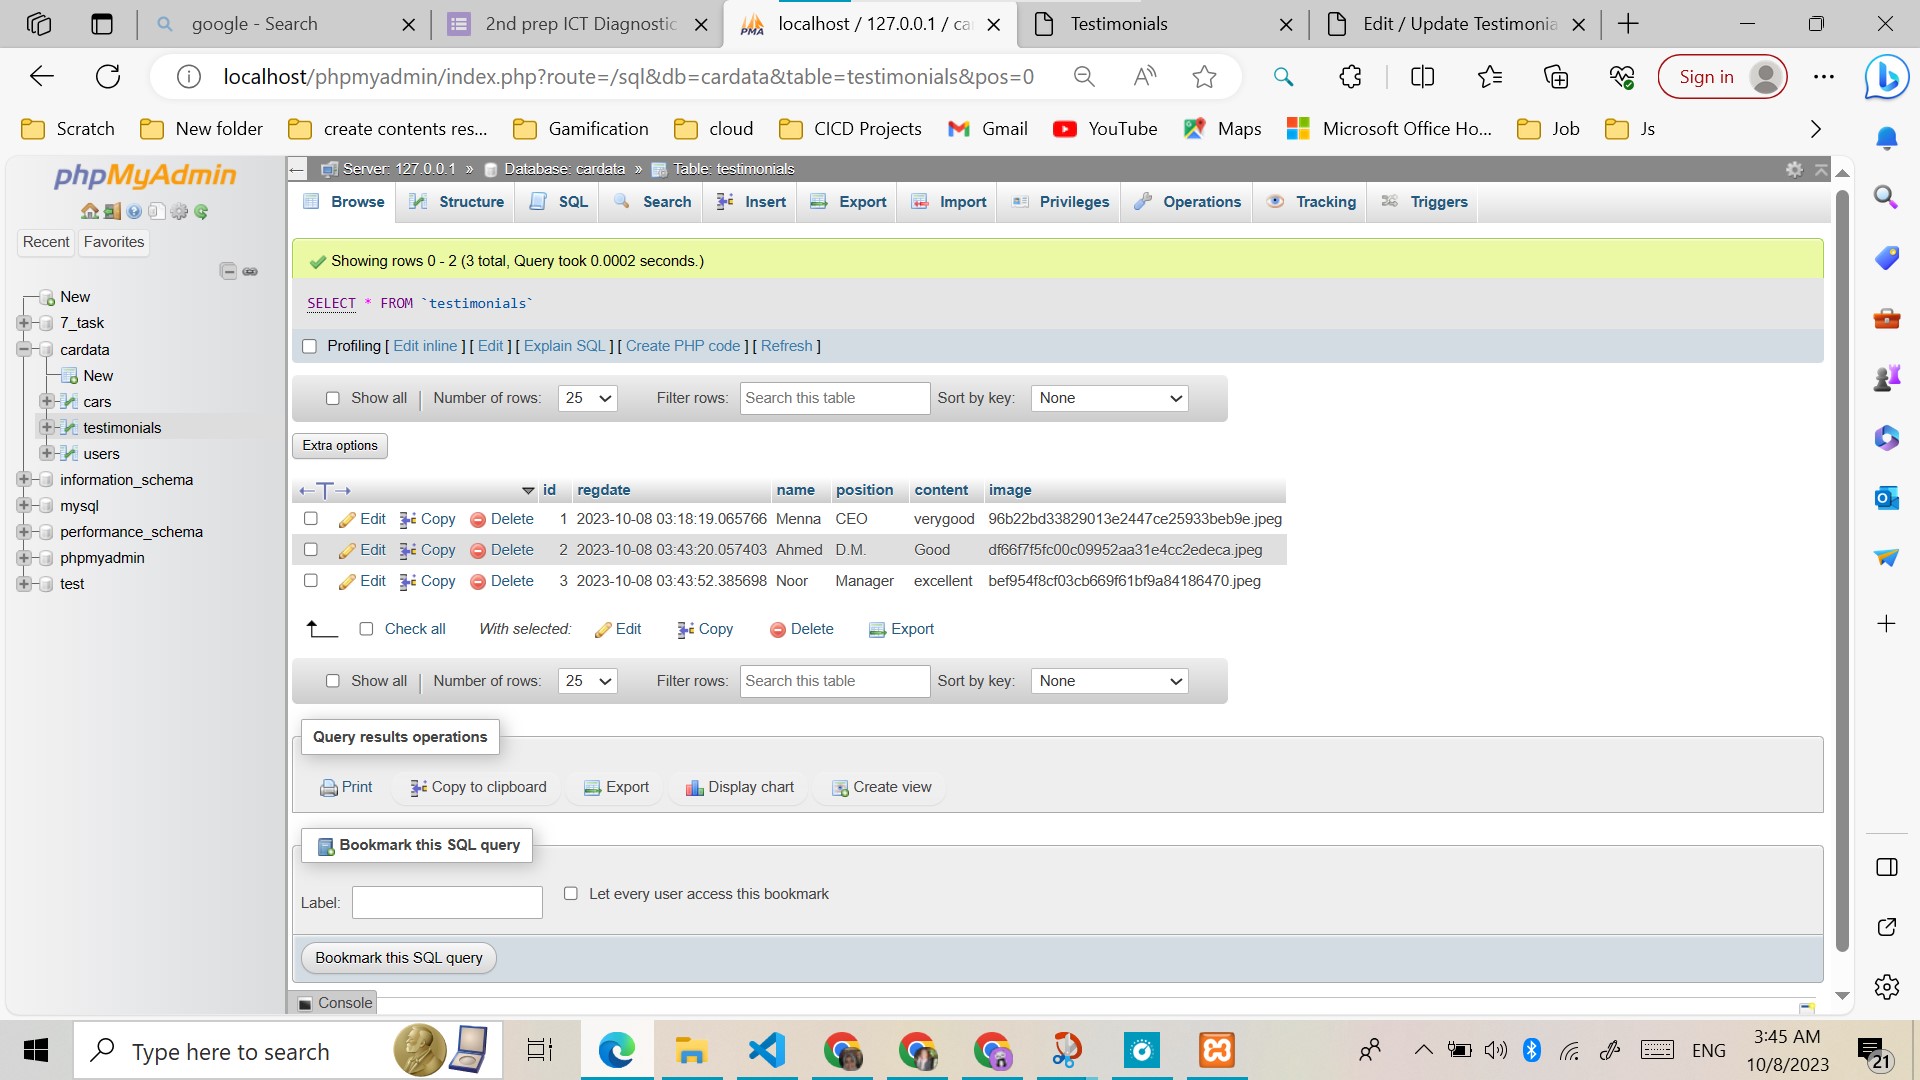 google - Search
2nd prep ICT Diagnostic
localhost / 127.0.0.1 / ca
Testimonials
Edit / Update Testimonia
localhost/phpmyadmin/index.php?route=/sql&db=cardata&table=testimonials&pos=0
Sign in
Scratch
New folder
create contents res...
Gamification
cloud
CICD Projects
Gmail
YouTube
Maps
Microsoft Office Ho...
Job
Js
phpMyAdmin
Recent
Favorites
New
7_task
cardata
New
cars
testimonials
users
information_schema
mysql
performance_schema
phpmyadmin
test
Server: 127.0.0.1 » Database: cardata » Table: testimonials
Browse Structure SQL Search Insert Export Import Privileges Operations Tracking Triggers
Showing rows 0 - 2 (3 total, Query took 0.0002 seconds.)
SELECT * FROM `testimonials`
Profiling [ Edit inline ] [ Edit ] [ Explain SQL ] [ Create PHP code ] [ Refresh ]
Show all | Number of rows: 25 Filter rows: Search this table Sort by key: None
Extra options
id regdate name position content image
Edit Copy Delete 1 2023-10-08 03:18:19.065766 Menna CEO verygood 96b22bd33829013e2447ce25933beb9e.jpeg
Edit Copy Delete 2 2023-10-08 03:43:20.057403 Ahmed D.M. Good df66f7f5fc00c09952aa31e4cc2edeca.jpeg
Edit Copy Delete 3 2023-10-08 03:43:52.385698 Noor Manager excellent bef954f8cf03cb669f61bf9a84186470.jpeg
Check all With selected: Edit Copy Delete Export
Show all | Number of rows: 25 Filter rows: Search this table Sort by key: None
Query results operations
Print Copy to clipboard Export Display chart Create view
Bookmark this SQL query
Label: Let every user access this bookmark
Bookmark this SQL query
Console
Type here to search
ENG
3:45 AM
10/8/2023
21